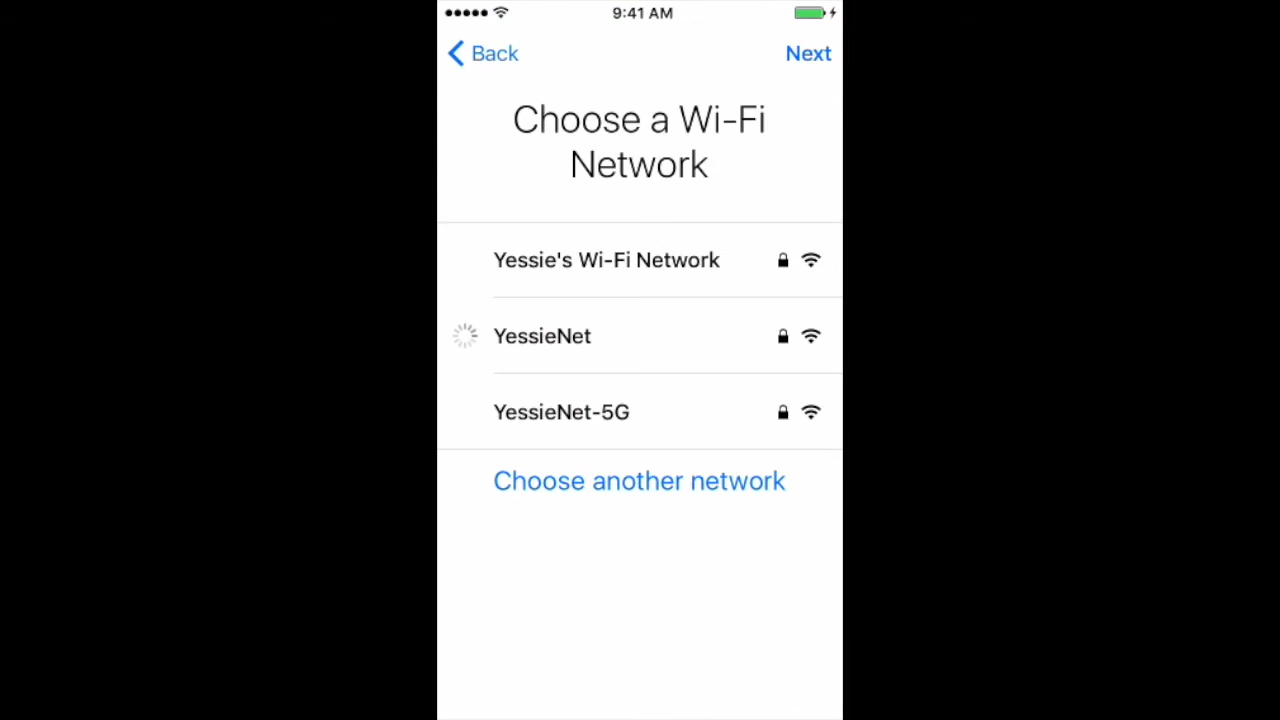 9:41 AM
Back
Next
Choose a Wi-Fi
Network
Yessie's Wi-Fi Network
YessieNet
YessieNet-5G
Choose another network